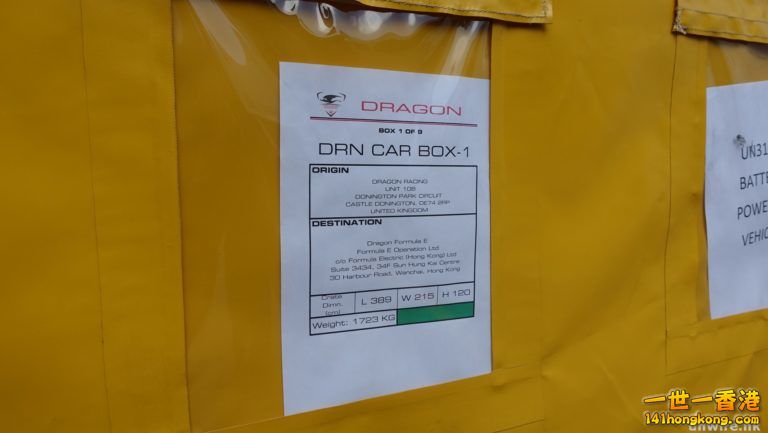 DRAGON
BOX 1 OF 9
DRN CAR BOX-1
ORIGIN
DRAGON RACING
UNIT 10B
DONINGTON PARK CIRCUIT
CASTLE DONINGTON, DE74 2RP
UNITED KINGDOM
DESTINATION
Dragon Formula E
Formula E Operation Ltd
c/o Formula Electric (Hong Kong) Ltd
Suite 3434, 34F Sun Hung Kai Centre
30 Harbour Road, Wanchai, Hong Kong
Crate Dimn. (cm) L 389 W 215 H 120
Weight: 1723 KG
UN31
BATTE
POWE
VEHIC
一世一香港
141hongkong.com
unwire.hk